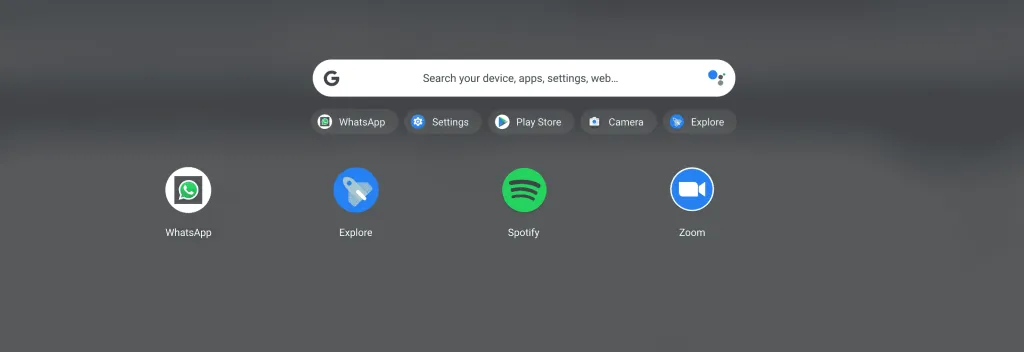 Search your device, apps, settings, web...
WhatsApp Settings Play Store Camera Explore
WhatsApp Explore Spotify Zoom